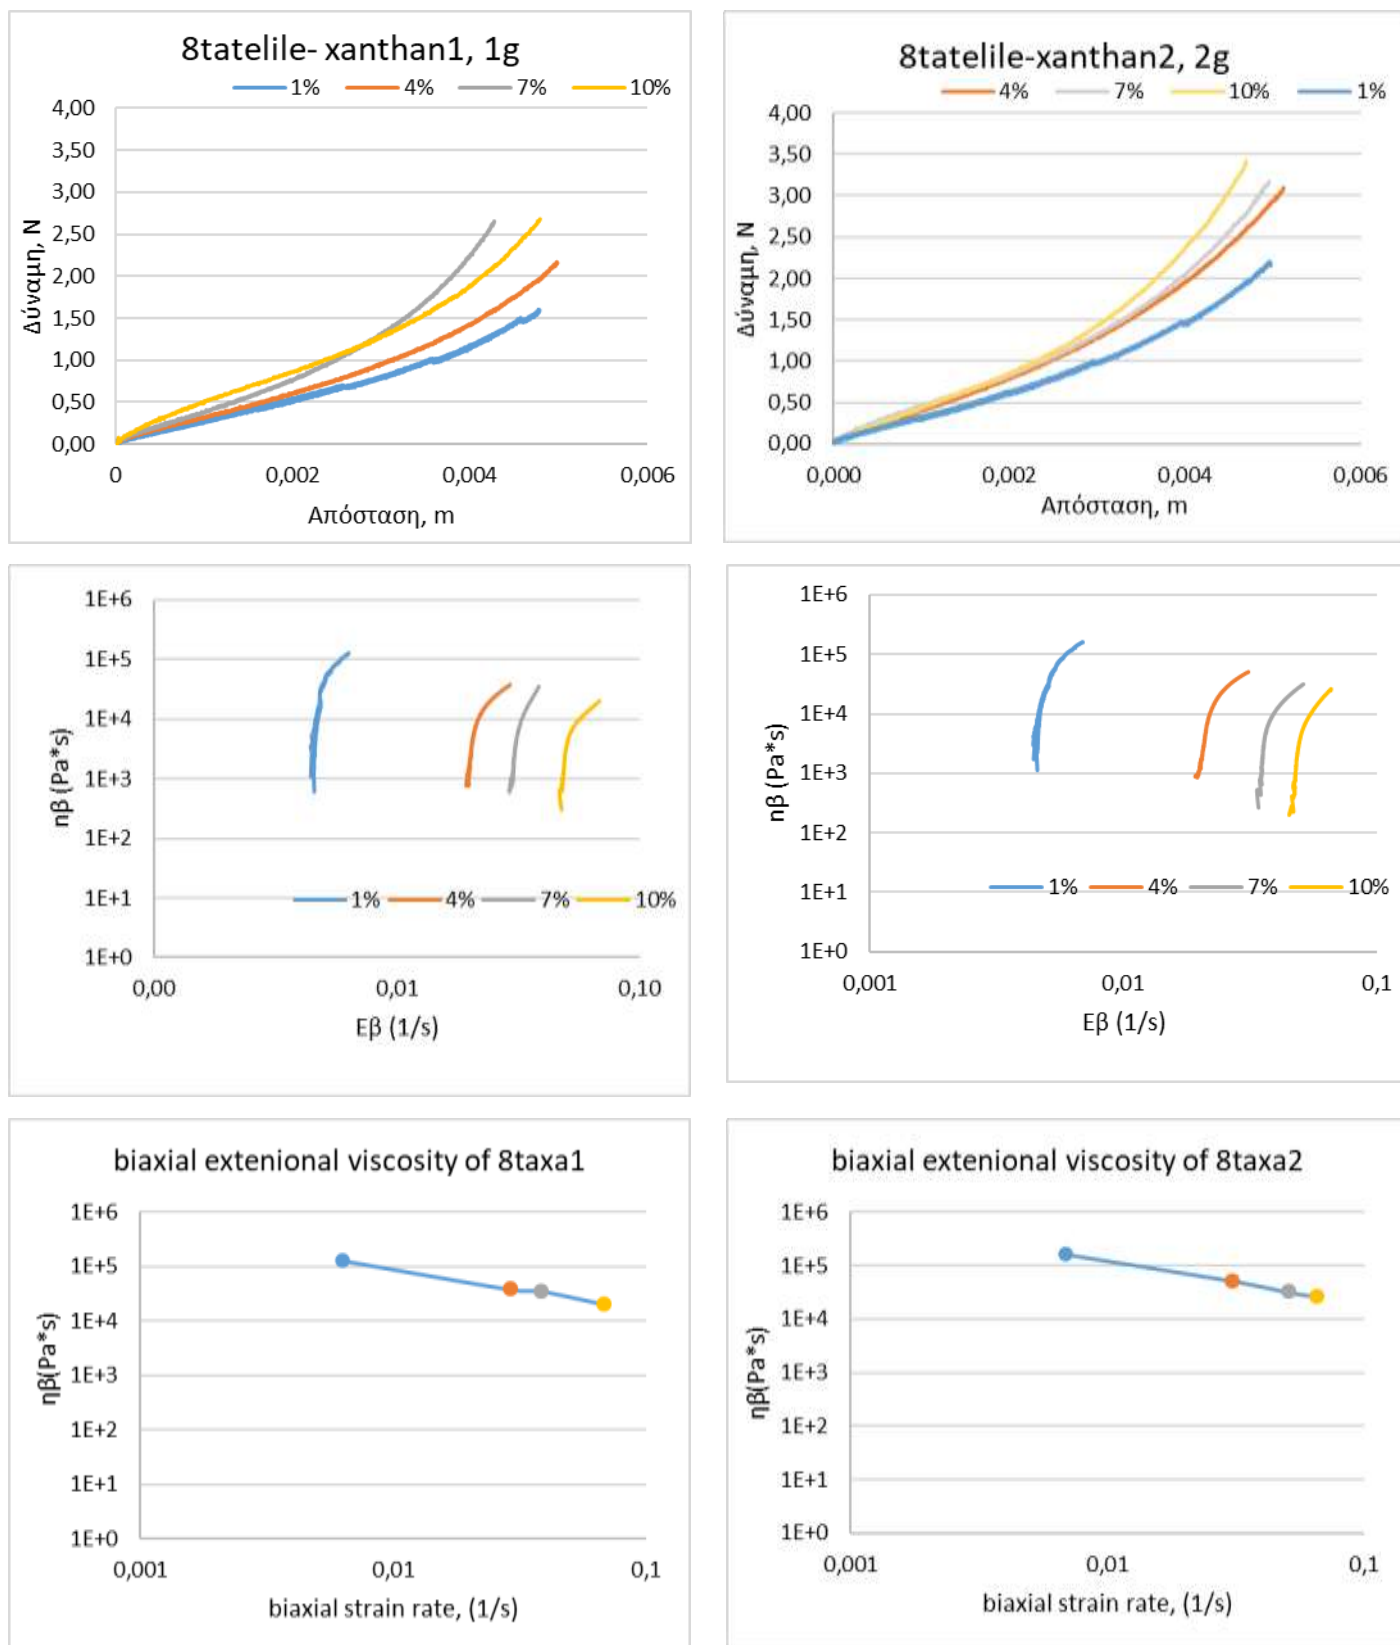 8tatelile- xanthan1, 1g
1% 4% 7% 10%
4,00
3,50
3,00
2,50
2,00
1,50
1,00
0,50
0,00
Δύναμη, N
0 0,002 0,004 0,006
Απόσταση, m
8tatelile-xanthan2, 2g
4% 7% 10% 1%
4,00
3,50
3,00
2,50
2,00
1,50
1,00
0,50
0,00
Δύναμη, N
0,000 0,002 0,004 0,006
Απόσταση, m
1E+6
1E+5
1E+4
1E+3
1E+2
1E+1
1E+0
ηβ (Pa*s)
1% 4% 7% 10%
0,00 0,01 0,10
Εβ (1/s)
1E+6
1E+5
1E+4
1E+3
1E+2
1E+1
1E+0
ηβ (Pa*s)
1% 4% 7% 10%
0,001 0,01 0,1
Εβ (1/s)
biaxial extenional viscosity of 8taxa1
1E+6
1E+5
1E+4
1E+3
1E+2
1E+1
1E+0
ηβ(Pa*s)
0,001 0,01 0,1
biaxial strain rate, (1/s)
biaxial extenional viscosity of 8taxa2
1E+6
1E+5
1E+4
1E+3
1E+2
1E+1
1E+0
ηβ(Pa*s)
0,001 0,01 0,1
biaxial strain rate, (1/s)